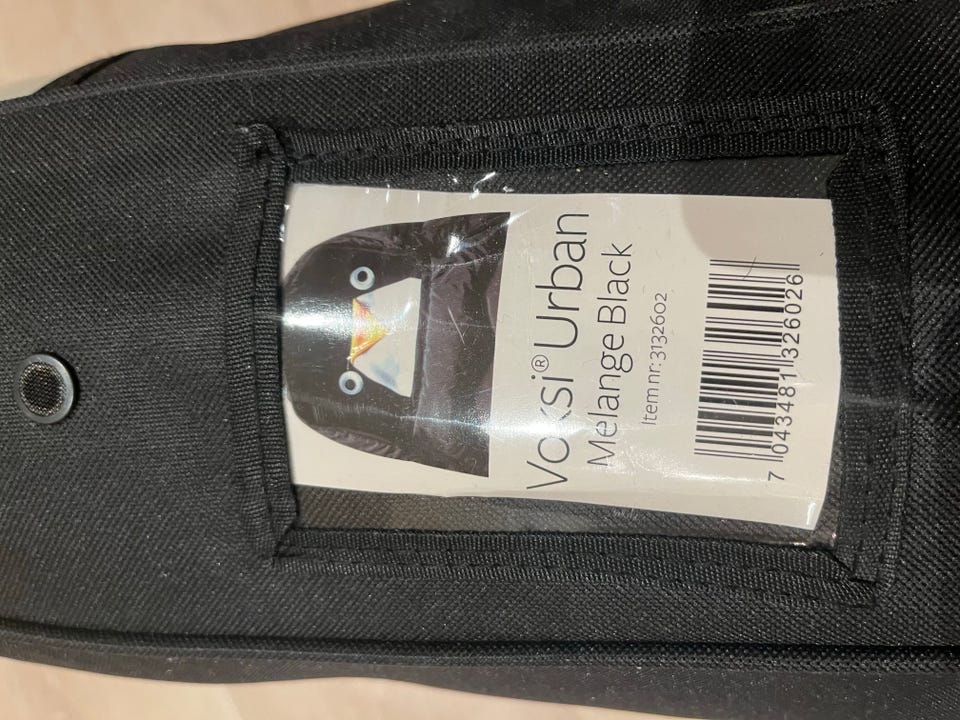 Voksi® Urban
Melange Black
Item nr: 3132602
7 043481 326026